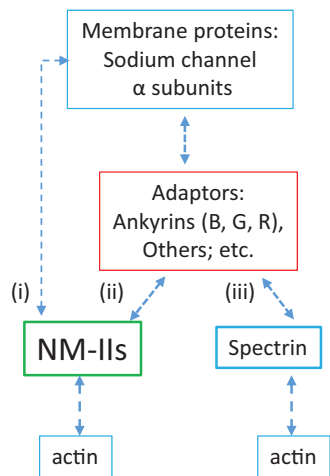 Membrane proteins:
Sodium channel
α subunits
Adaptors:
Ankyrins (B, G, R),
Others; etc.
(i) (ii) (iii)
NM-IIs Spectrin
actin actin